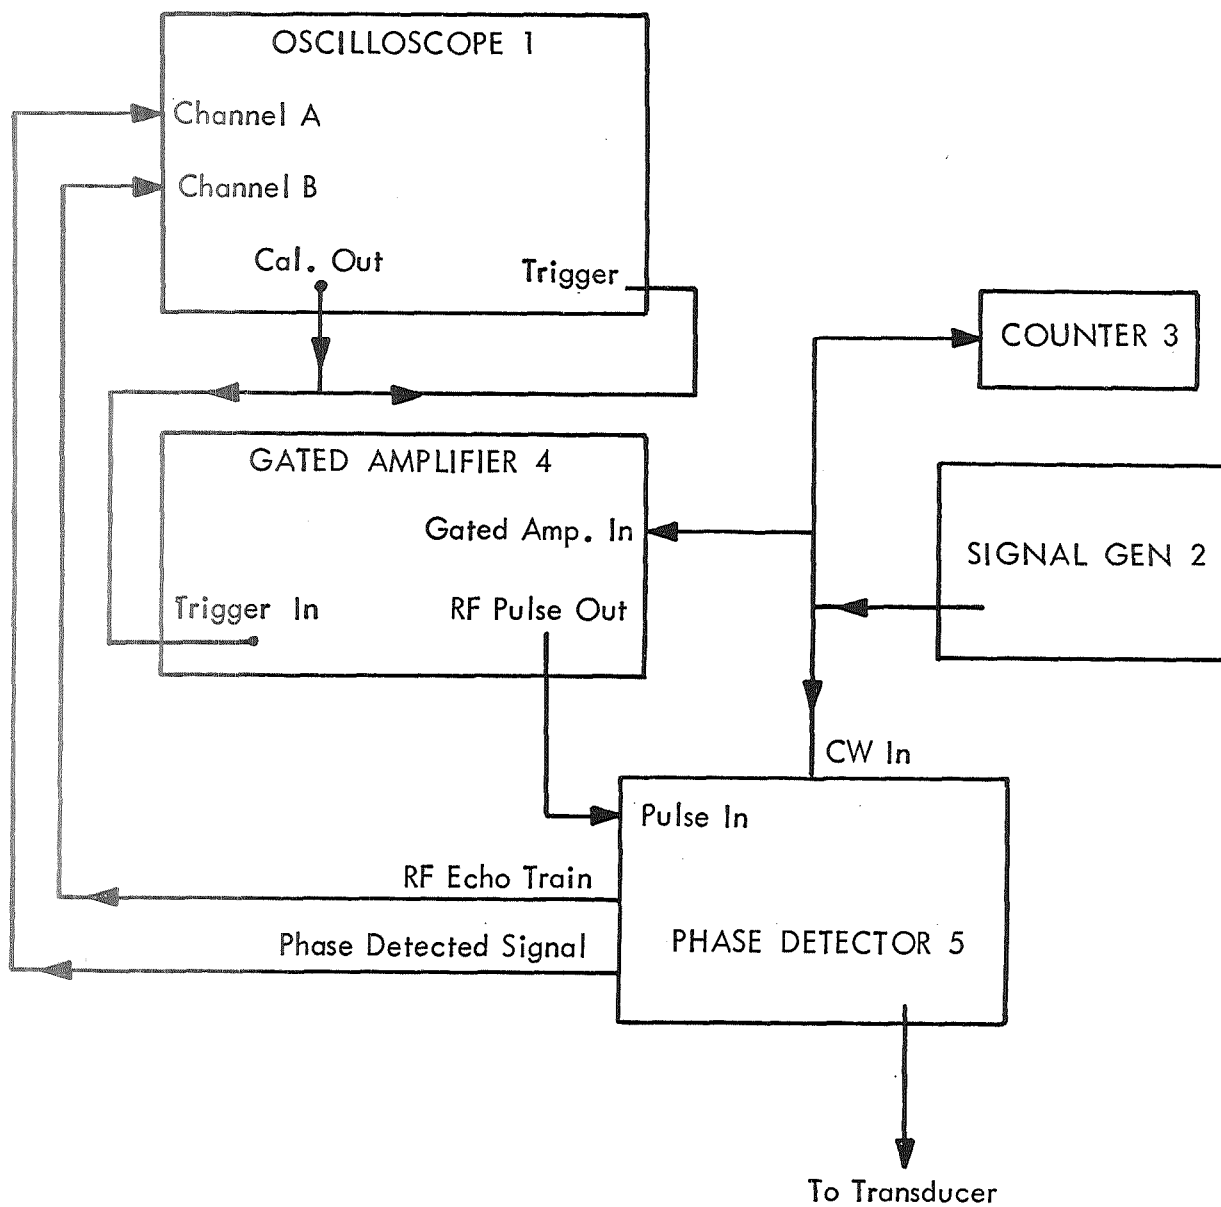 OSCILLOSCOPE 1
Channel A
Channel B
Cal. Out
Trigger
COUNTER 3
GATED AMPLIFIER 4
Gated Amp. In
SIGNAL GEN 2
Trigger In
RF Pulse Out
CW In
Pulse In
RF Echo Train
PHASE DETECTOR 5
Phase Detected Signal
To Transducer